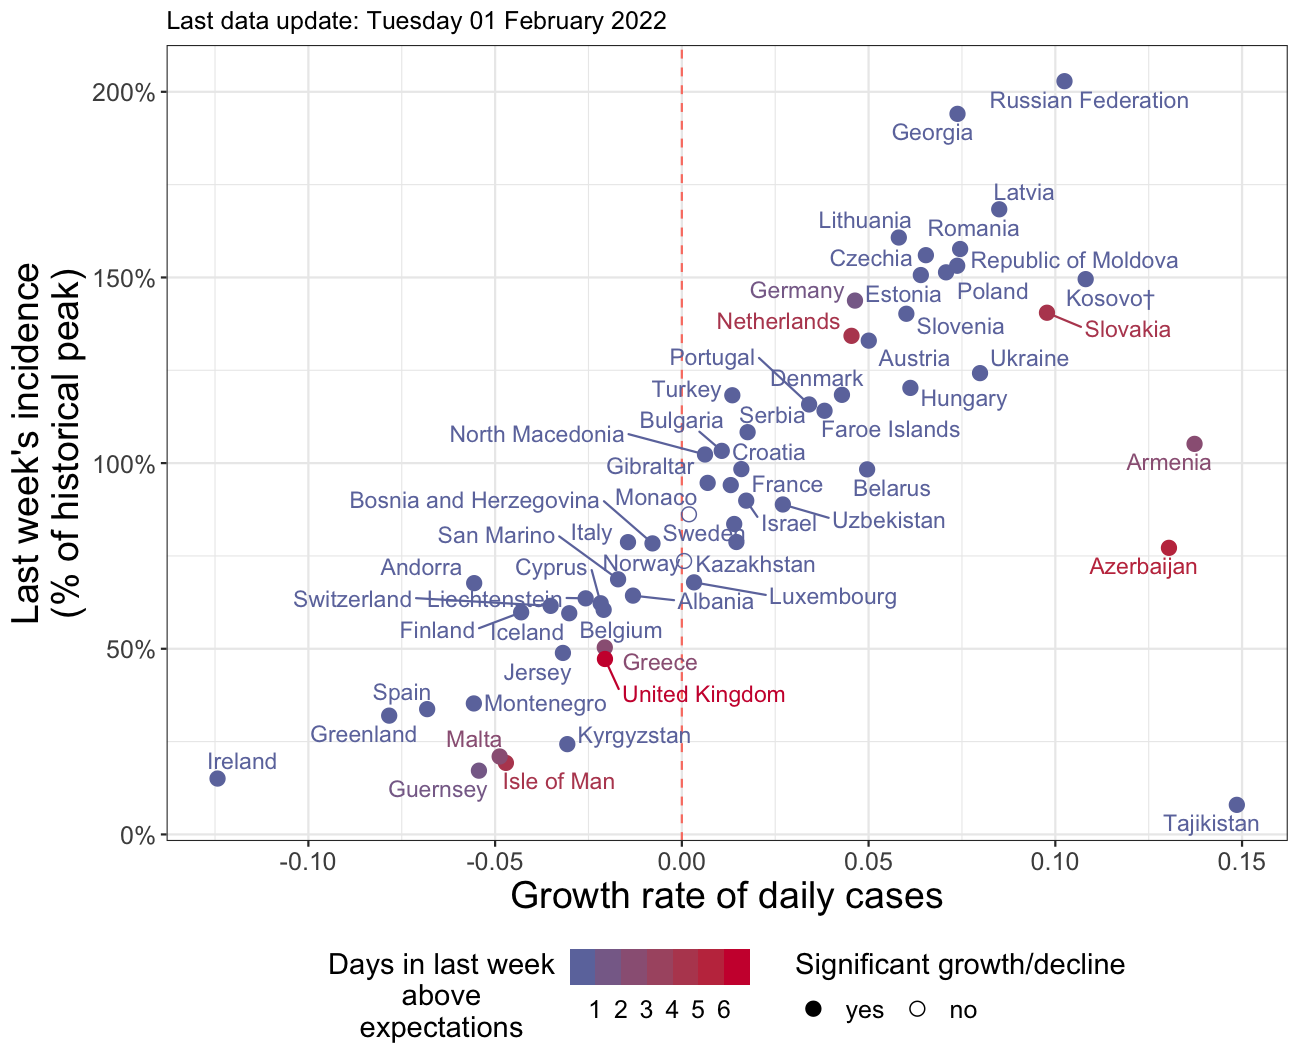 Last data update: Tuesday 01 February 2022
Last week's incidence
(% of historical peak)
200%
150%
100%
50%
0%
Russian Federation
Georgia
Latvia
Lithuania
Romania
Czechia
Republic of Moldova
Germany
Estonia
Poland
Kosovo†
Netherlands
Slovenia
Slovakia
Portugal
Austria
Ukraine
Denmark
Turkey
Hungary
Serbia
Bulgaria
Faroe Islands
North Macedonia
Croatia
Armenia
Gibraltar
France
Belarus
Monaco
Bosnia and Herzegovina
Israel
Uzbekistan
Italy
Sweden
San Marino
Norway
Kazakhstan
Azerbaijan
Andorra
Cyprus
Switzerland
Liechtenstein
Albania
Luxembourg
Finland
Iceland
Belgium
Greece
Jersey
United Kingdom
Spain
Montenegro
Greenland
Kyrgyzstan
Malta
Ireland
Isle of Man
Guernsey
Tajikistan
-0.10
-0.05
0.00
0.05
0.10
0.15
Growth rate of daily cases
Days in last week
above
expectations
1 2 3 4 5 6
Significant growth/decline
yes
no